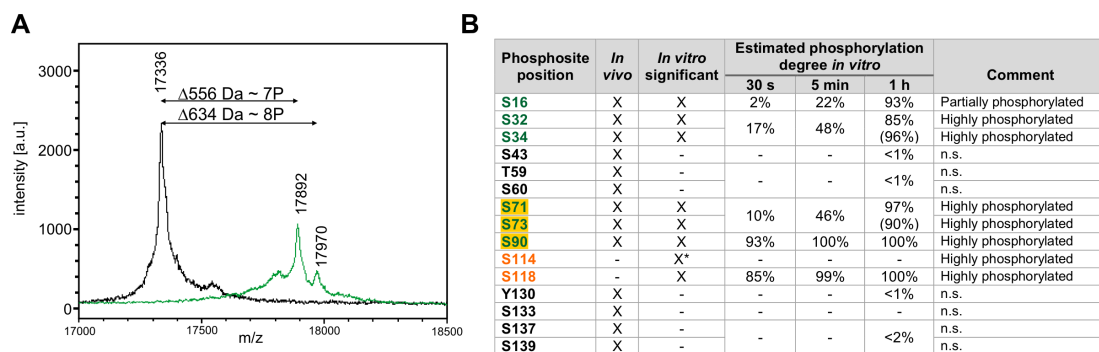 A
17336
3000
2000
1000
0
intensity [a.u.]
Δ556 Da ~ 7P
Δ634 Da ~ 8P
17892
17970
17000 17500 18000 18500
m/z
B
Phosphosite position | In vivo | In vitro significant | Estimated phosphorylation degree in vitro | Comment
30 s | 5 min | 1 h
S16 X X 2% 22% 93% Partially phosphorylated
S32 X X 17% 48% 85% Highly phosphorylated
S34 X X (96%) Highly phosphorylated
S43 X - - - <1% n.s.
T59 X - - - <1% n.s.
S60 X - n.s.
S71 X X 10% 46% 97% Highly phosphorylated
S73 X X (90%) Highly phosphorylated
S90 X X 93% 100% 100% Highly phosphorylated
S114 - X* - - - Highly phosphorylated
S118 - X 85% 99% 100% Highly phosphorylated
Y130 X - - - <1% n.s.
S133 X - - - - n.s.
S137 X - - - <2% n.s.
S139 X - n.s.